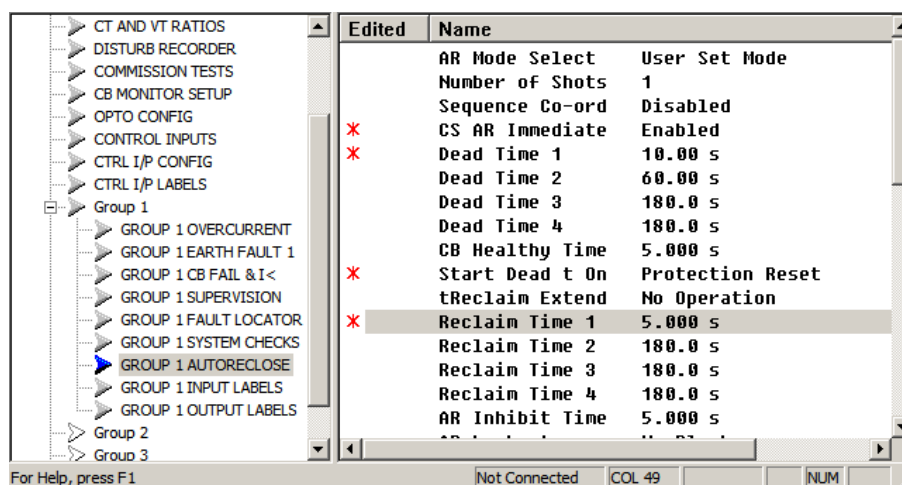 CT AND VT RATIOS
DISTURB RECORDER
COMMISSION TESTS
CB MONITOR SETUP
OPTO CONFIG
CONTROL INPUTS
CTRL I/P CONFIG
CTRL I/P LABELS
Group 1
GROUP 1 OVERCURRENT
GROUP 1 EARTH FAULT 1
GROUP 1 CB FAIL & I<
GROUP 1 SUPERVISION
GROUP 1 FAULT LOCATOR
GROUP 1 SYSTEM CHECKS
GROUP 1 AUTORECLOSE
GROUP 1 INPUT LABELS
GROUP 1 OUTPUT LABELS
Group 2
Group 3
Edited Name
AR Mode Select User Set Mode
Number of Shots 1
Sequence Co-ord Disabled
* CS AR Immediate Enabled
* Dead Time 1 10.00 s
Dead Time 2 60.00 s
Dead Time 3 180.0 s
Dead Time 4 180.0 s
CB Healthy Time 5.000 s
* Start Dead t On Protection Reset
tReclaim Extend No Operation
* Reclaim Time 1 5.000 s
Reclaim Time 2 180.0 s
Reclaim Time 3 180.0 s
Reclaim Time 4 180.0 s
AR Inhibit Time 5.000 s
For Help, press F1 Not Connected COL 49 NUM